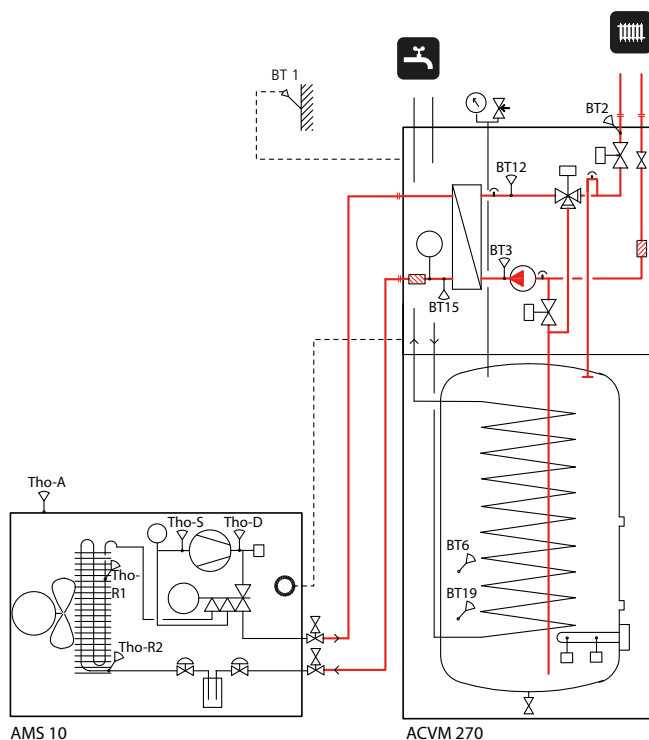 BT 1
BT2
BT12
BT3
BT15
Tho-A
Tho-S
Tho-D
Tho-
R1
Tho-R2
BT6
BT19
AMS 10
ACVM 270